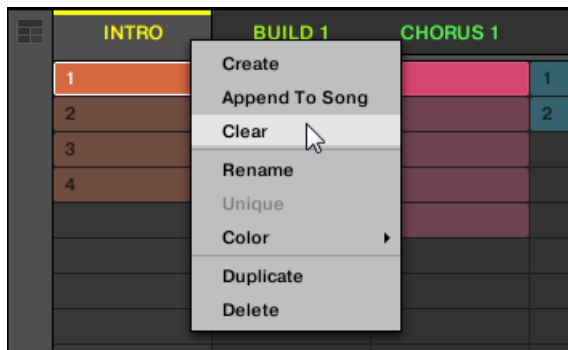 INTRO BUILD 1 CHORUS 1
1 Create 1
Append To Song
2 Clear 2
3
Rename
4
Unique
Color
Duplicate
Delete